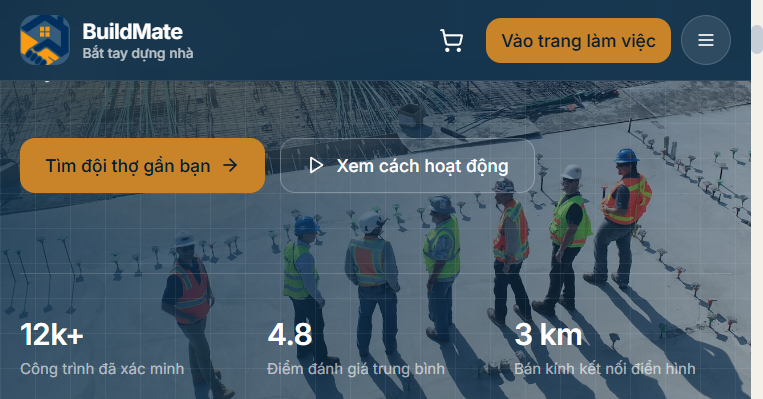 BuildMate
Bắt tay dựng nhà
Vào trang làm việc
Tìm đội thợ gần bạn
Xem cách hoạt động
12k+
4.8
3 km
Công trình đã xác minh
Điểm đánh giá trung bình
Bán kính kết nối điển hình